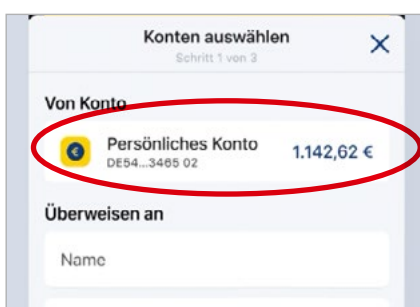 Konten auswählen
Schritt 1 von 3
Von Konto
Persönliches Konto
DE54...3465 02
1.142,62 €
Überweisen an
Name